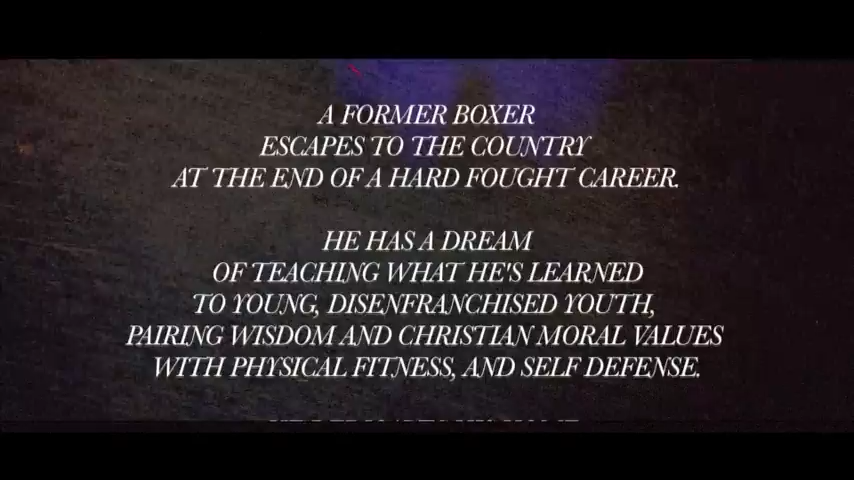 A FORMER BOXER
ESCAPES TO THE COUNTRY
AT THE END OF A HARD FOUGHT CAREER.
HE HAS A DREAM
OF TEACHING WHAT HE'S LEARNED
TO YOUNG, DISENFRANCHISED YOUTH,
PAIRING WISDOM AND CHRISTIAN MORAL VALUES
WITH PHYSICAL FITNESS, AND SELF DEFENSE.